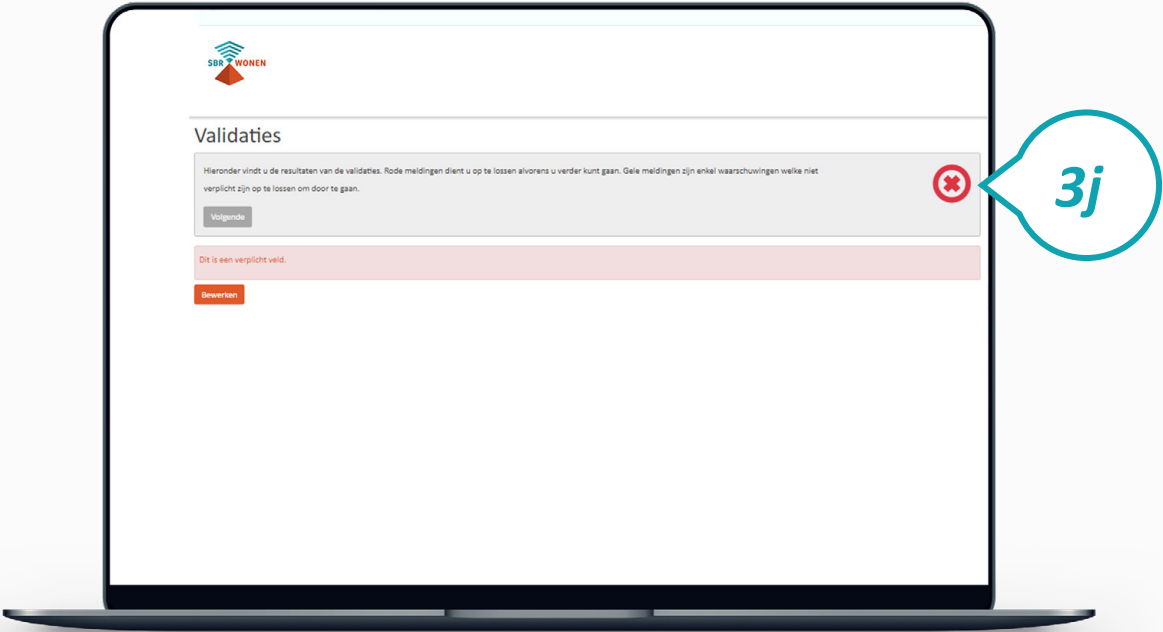 SBR WONEN
Validaties
Hieronder vindt u de resultaten van de validaties. Rode meldingen dient u op te lossen alvorens u verder kunt gaan. Gele meldingen zijn enkel waarschuwingen welke niet
verplicht zijn op te lossen om door te gaan.
3j
Volgende
Dit is een verplicht veld.
Bewerken